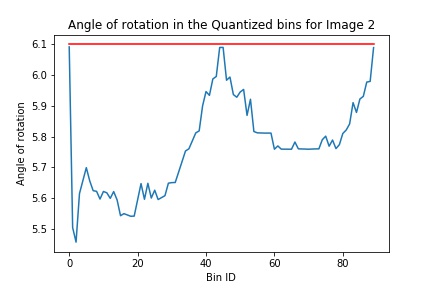 Angle of rotation in the Quantized bins for Image 2
6.1
6.0
5.9
5.8
5.7
5.6
5.5
Angle of rotation
0 20 40 60 80
Bin ID